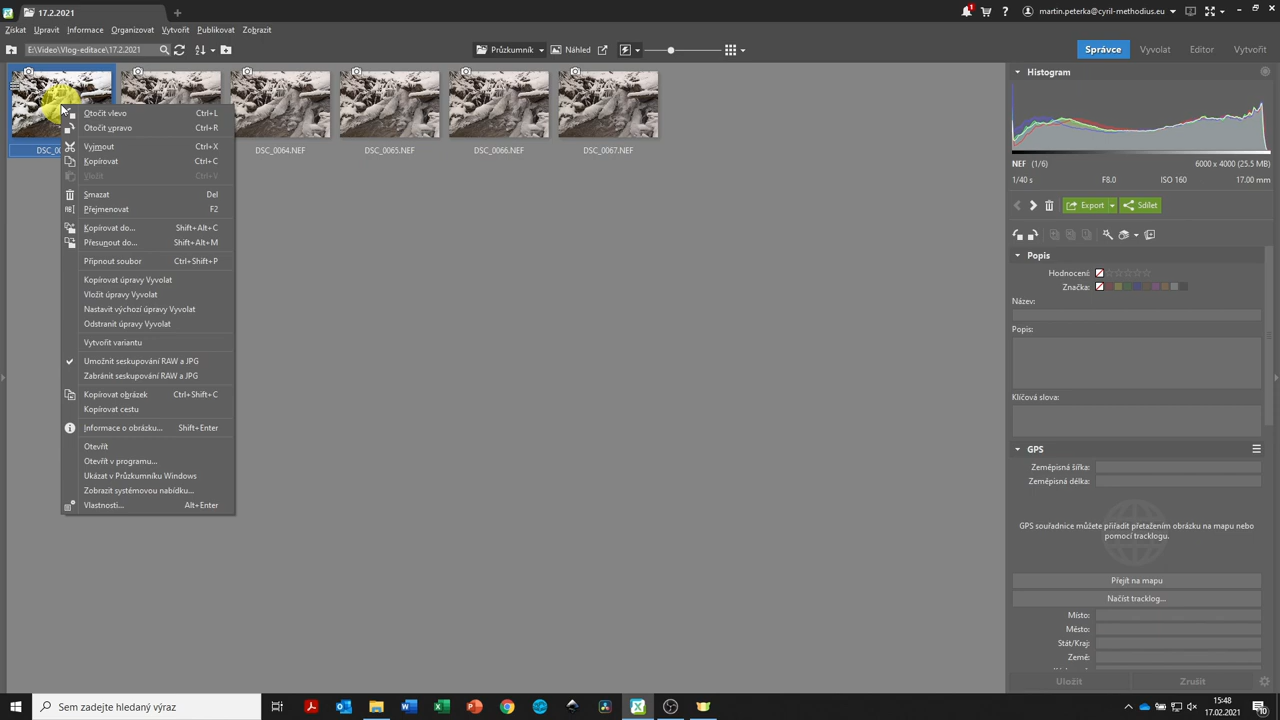 17.2.2021
1
martin.peterka@cyril-methodius.eu
Získat Upravit Informace Organizovat Vytvořit Publikovat Zobrazit
E:\Video\Vlog-editace\17.2.2021
Průzkumník Náhled
Správce Vyvolat Editor Vytvořit
DSC_0064.NEF DSC_0065.NEF DSC_0066.NEF DSC_0067.NEF
Otočit vlevo Ctrl+L
Otočit vpravo Ctrl+R
Vyjmout Ctrl+X
Kopírovat Ctrl+C
Vložit Ctrl+V
Smazat Del
Přejmenovat F2
Kopírovat do... Shift+Alt+C
Přesunout do... Shift+Alt+M
Připnout soubor Ctrl+Shift+P
Kopírovat úpravy Vyvolat
Vložit úpravy Vyvolat
Nastavit výchozí úpravy Vyvolat
Odstranit úpravy Vyvolat
Vytvořit variantu
Umožnit seskupování RAW a JPG
Zabránit seskupování RAW a JPG
Kopírovat obrázek Ctrl+Shift+C
Kopírovat cestu
Informace o obrázku... Shift+Enter
Otevřít
Otevřít v programu...
Ukázat v Průzkumníku Windows
Zobrazit systémovou nabídku...
Vlastnosti... Alt+Enter
Histogram
NEF (1/6) 6000 x 4000 (25.5 MB)
1/40 s F8.0 ISO 160 17.00 mm
Export Sdílet
Popis
Hodnocení:
Značka:
Název:
Popis:
Klíčová slova:
GPS
Zeměpisná šířka:
Zeměpisná délka:
GPS souřadnice můžete přiřadit přetažením obrázku na mapu nebo
pomocí tracklogu.
Přejít na mapu
Načíst tracklog...
Místo:
Město:
Stát/Kraj:
Země:
Uložit Zrušit
Sem zadejte hledaný výraz
15:48
17.02.2021